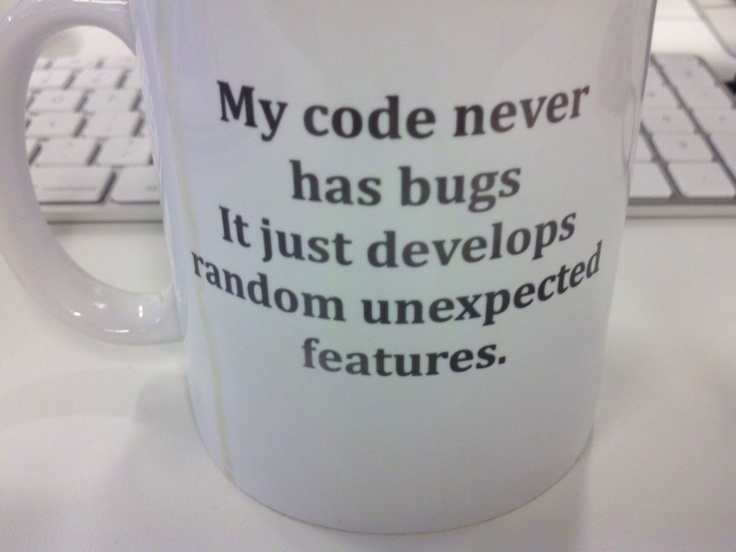 My code never
has bugs
It just develops
random unexpected
features.